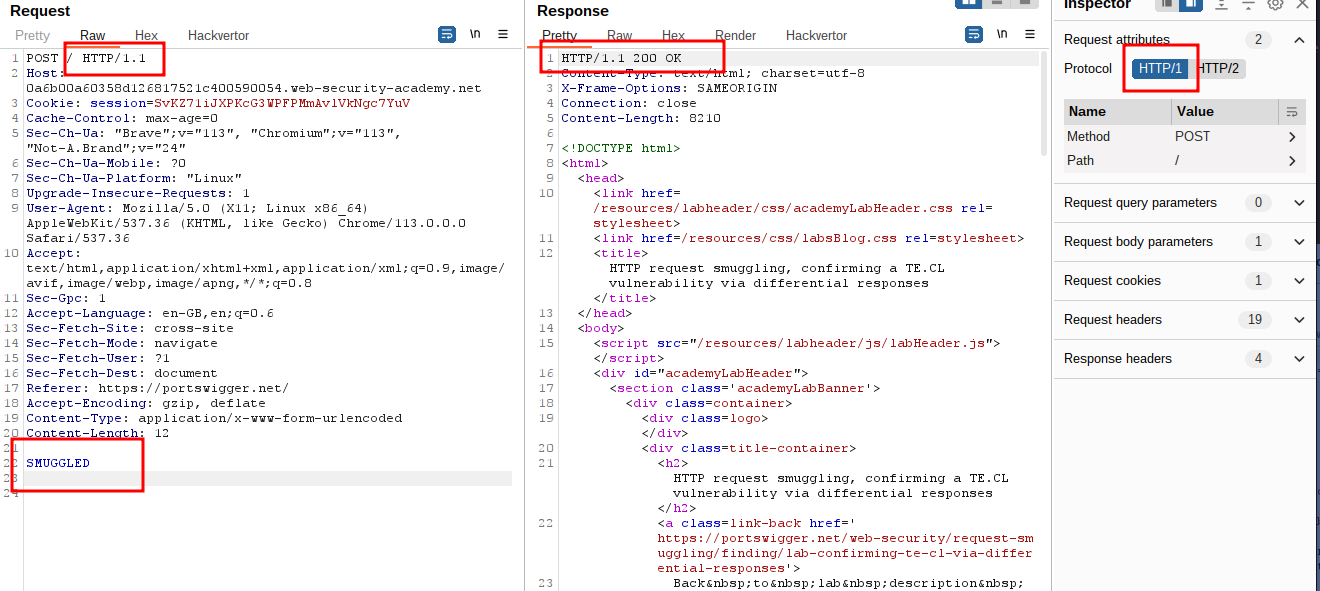 Request
Pretty Raw Hex Hackvertor \n
1 POST / HTTP/1.1
2 Host:
0a6b00a60358d126817521c400590054.web-security-academy.net
3 Cookie: session=SvKZ71iJXPKcG3WPFPMmAvlVkNgc7YuV
4 Cache-Control: max-age=0
5 Sec-Ch-Ua: "Brave";v="113", "Chromium";v="113",
"Not-A.Brand";v="24"
6 Sec-Ch-Ua-Mobile: ?0
7 Sec-Ch-Ua-Platform: "Linux"
8 Upgrade-Insecure-Requests: 1
9 User-Agent: Mozilla/5.0 (X11; Linux x86_64)
AppleWebKit/537.36 (KHTML, like Gecko) Chrome/113.0.0.0
Safari/537.36
10 Accept:
text/html,application/xhtml+xml,application/xml;q=0.9,image/
avif,image/webp,image/apng,*/*;q=0.8
11 Sec-Gpc: 1
12 Accept-Language: en-GB,en;q=0.6
13 Sec-Fetch-Site: cross-site
14 Sec-Fetch-Mode: navigate
15 Sec-Fetch-User: ?1
16 Sec-Fetch-Dest: document
17 Referer: https://portswigger.net/
18 Accept-Encoding: gzip, deflate
19 Content-Type: application/x-www-form-urlencoded
20 Content-Length: 12
21
22 SMUGGLED
23
24
Response
Pretty Raw Hex Render Hackvertor \n
1 HTTP/1.1 200 OK
2 Content-Type: text/html; charset=utf-8
3 X-Frame-Options: SAMEORIGIN
4 Connection: close
5 Content-Length: 8210
6
7 <!DOCTYPE html>
8 <html>
9 <head>
10 <link href=
/resources/labheader/css/academyLabHeader.css rel=
stylesheet>
11 <link href=/resources/css/labsBlog.css rel=stylesheet>
12 <title>
HTTP request smuggling, confirming a TE.CL
vulnerability via differential responses
</title>
13 </head>
14 <body>
15 <script src="/resources/labheader/js/labHeader.js">
</script>
16 <div id="academyLabHeader">
17 <section class='academyLabBanner'>
18 <div class=container>
19 <div class=logo>
</div>
20 <div class=title-container>
21 <h2>
HTTP request smuggling, confirming a TE.CL
vulnerability via differential responses
</h2>
22 <a class=link-back href='
https://portswigger.net/web-security/request-sm
uggling/finding/lab-confirming-te-cl-via-differ
ential-responses'>
23 Back&nbsp;to&nbsp;lab&nbsp;description&nbsp;
Inspector
Request attributes 2
Protocol HTTP/1 HTTP/2
Name Value
Method POST
Path /
Request query parameters 0
Request body parameters 1
Request cookies 1
Request headers 19
Response headers 4